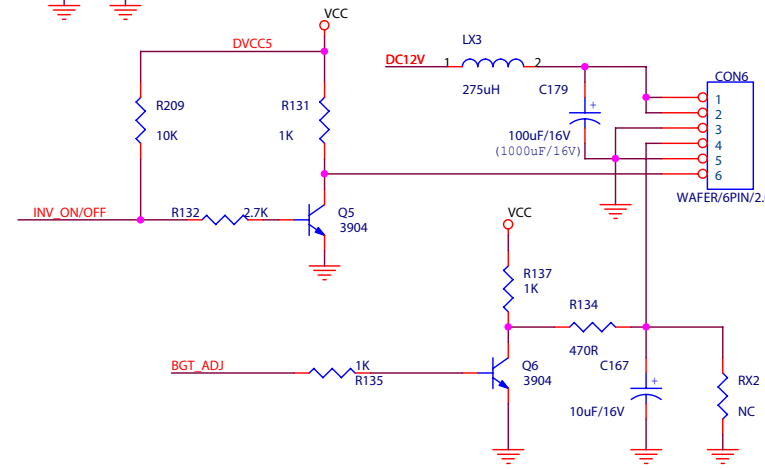 VCC
DVCC5
LX3
DC12V
1
2
CON6
275uH
C179
R209
R131
10K
1K
100uF/16V
(1000uF/16V)
1
2
3
4
5
6
WAFER/6PIN/2.
INV_ON/OFF
R132
2.7K
Q5
3904
VCC
R137
1K
R134
470R
C167
BGT_ADJ
1K
R135
Q6
3904
10uF/16V
RX2
NC